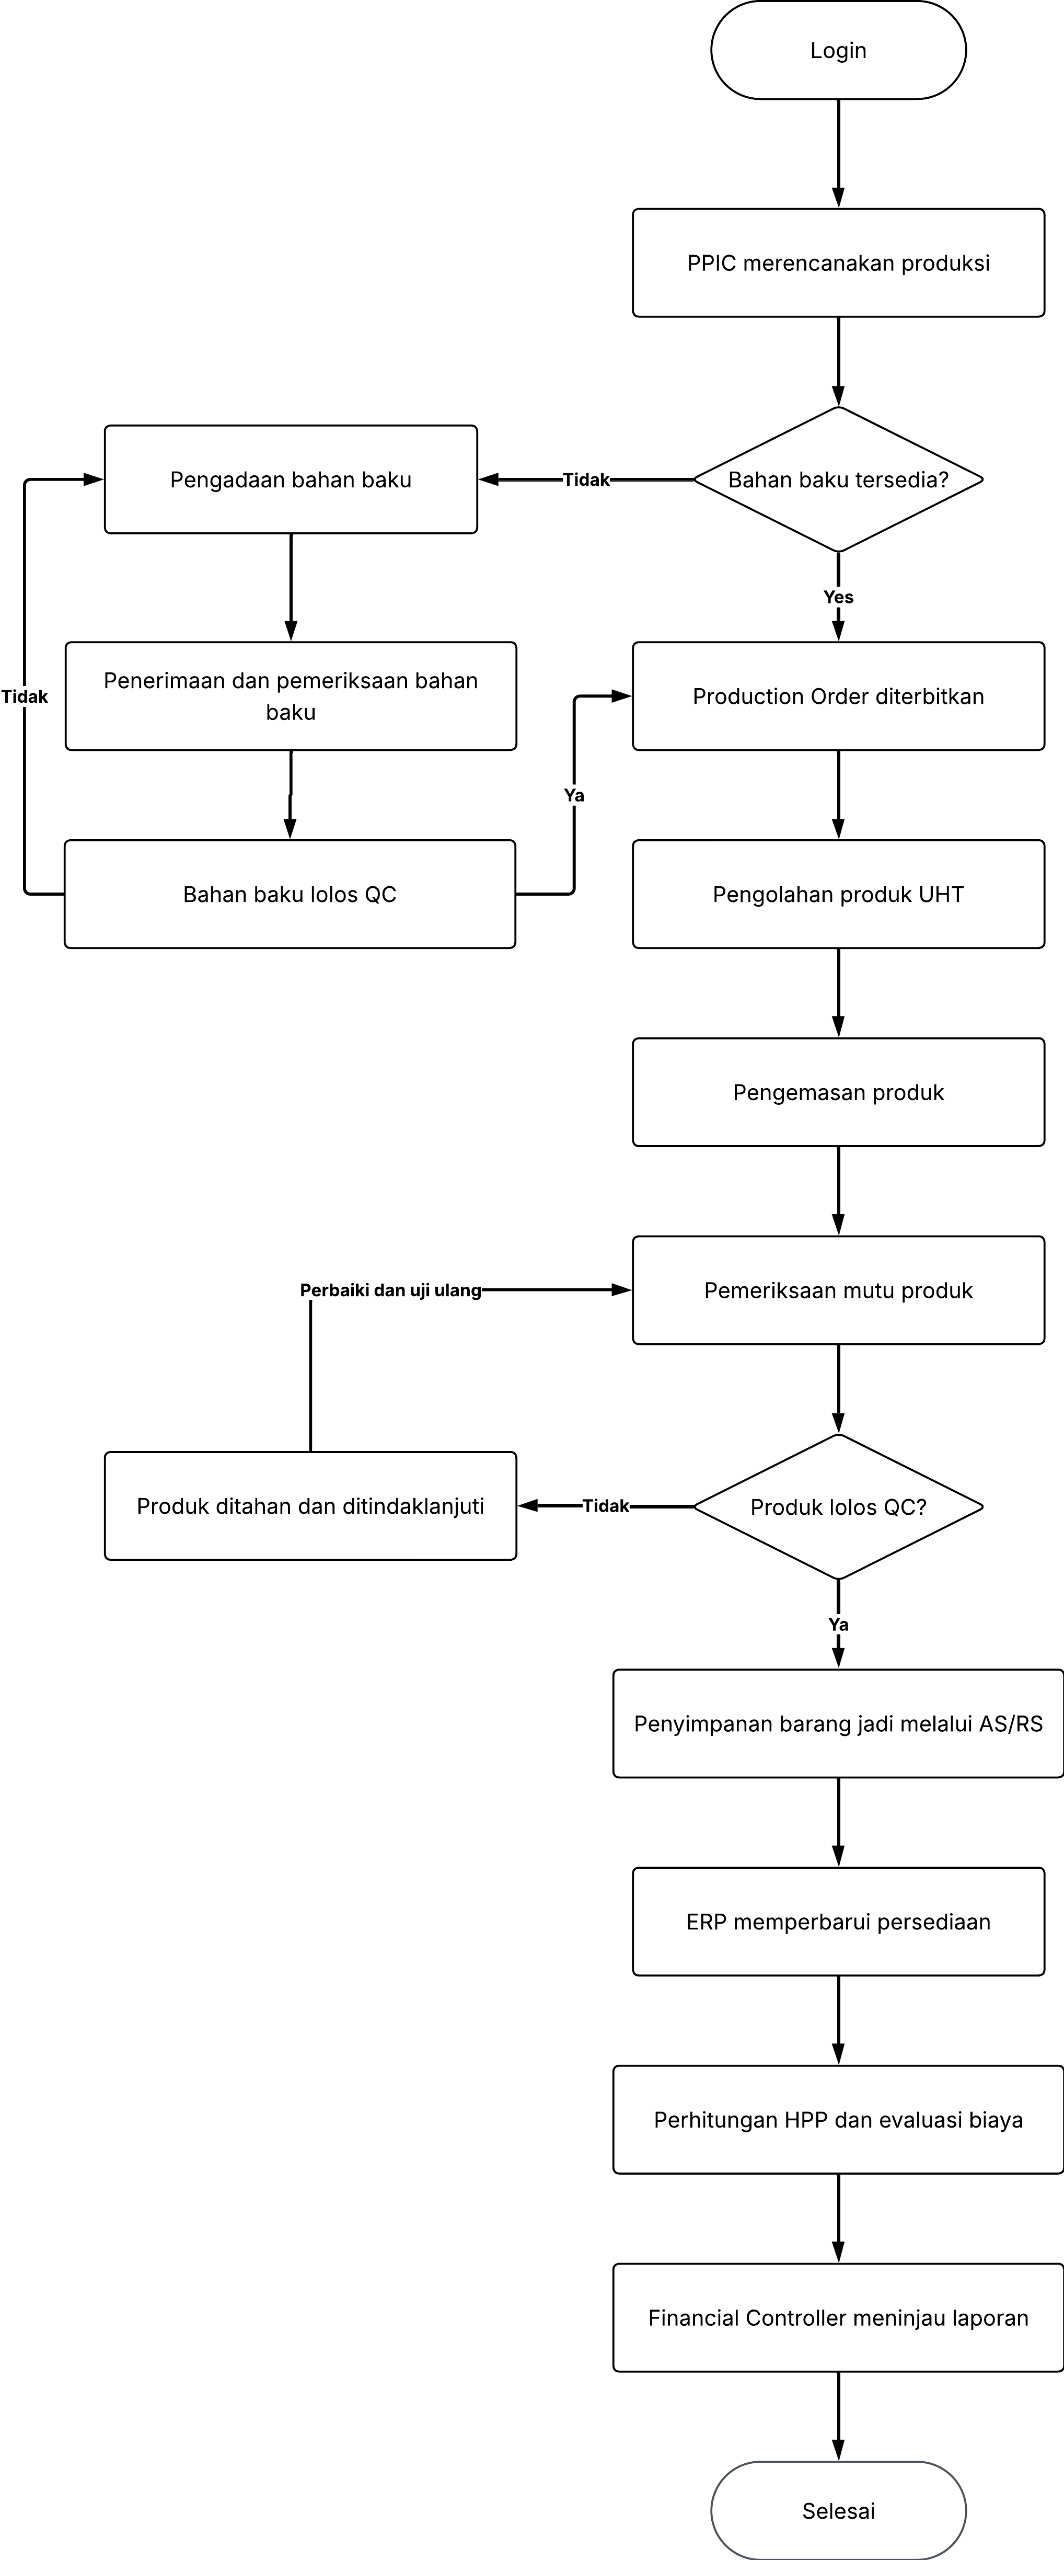 Login
PPIC merencanakan produksi
Bahan baku tersedia?
Tidak
Pengadaan bahan baku
Yes
Penerimaan dan pemeriksaan bahan
baku
Tidak
Production Order diterbitkan
Ya
Bahan baku lolos QC
Pengolahan produk UHT
Pengemasan produk
Perbaiki dan uji ulang
Pemeriksaan mutu produk
Produk ditahan dan ditindaklanjuti
Tidak
Produk lolos QC?
Ya
Penyimpanan barang jadi melalui AS/RS
ERP memperbarui persediaan
Perhitungan HPP dan evaluasi biaya
Financial Controller meninjau laporan
Selesai